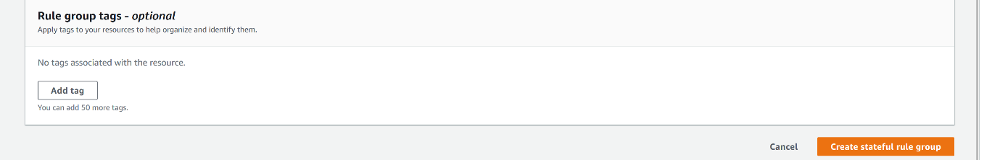 Rule group tags - optional
Apply tags to your resources to help organize and identify them.
No tags associated with the resource.
Add tag
You can add 50 more tags.
Cancel
Create stateful rule group